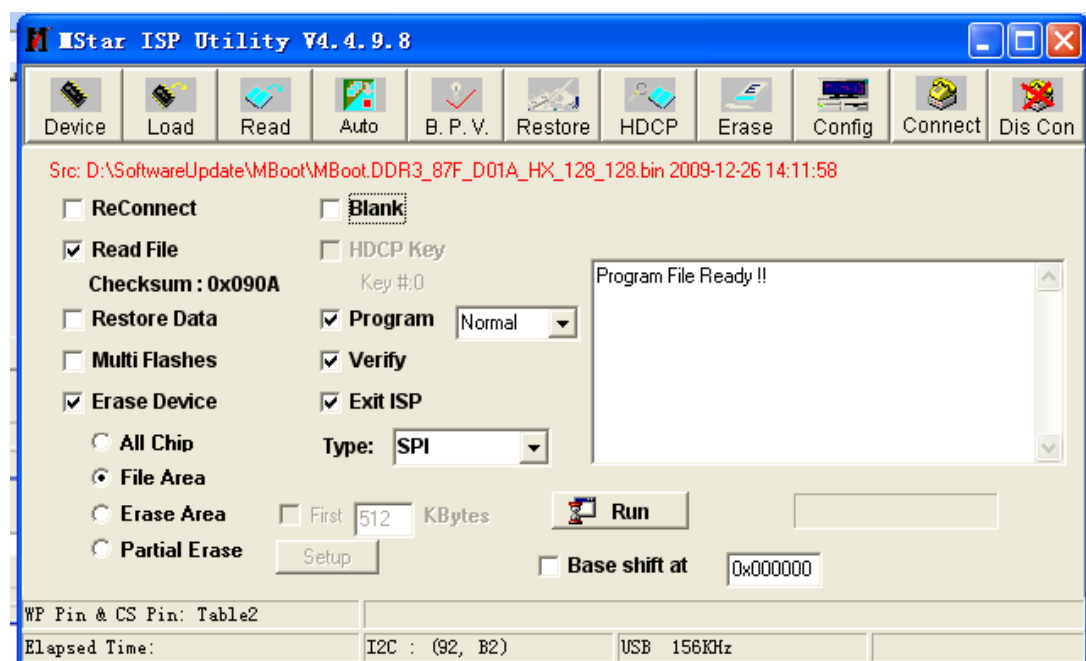 MStar ISP Utility V4.4.9.8
Device Load Read Auto B.P.V. Restore HDCP Erase Config Connect Dis Con
Src: D:\SoftwareUpdate\MBoot\MBoot.DDR3_87F_D01A_HX_128_128.bin 2009-12-26 14:11:58
ReConnect Blank
Read File HDCP Key
Checksum : 0x090A Key #:0
Program File Ready !!
Restore Data Program Normal
Multi Flashes Verify
Erase Device Exit ISP
All Chip Type: SPI
File Area
Erase Area First 512 KBytes Run
Partial Erase Setup Base shift at 0x000000
WP Pin & CS Pin: Table2
Elapsed Time: I2C : (92, B2) USB 156KHz